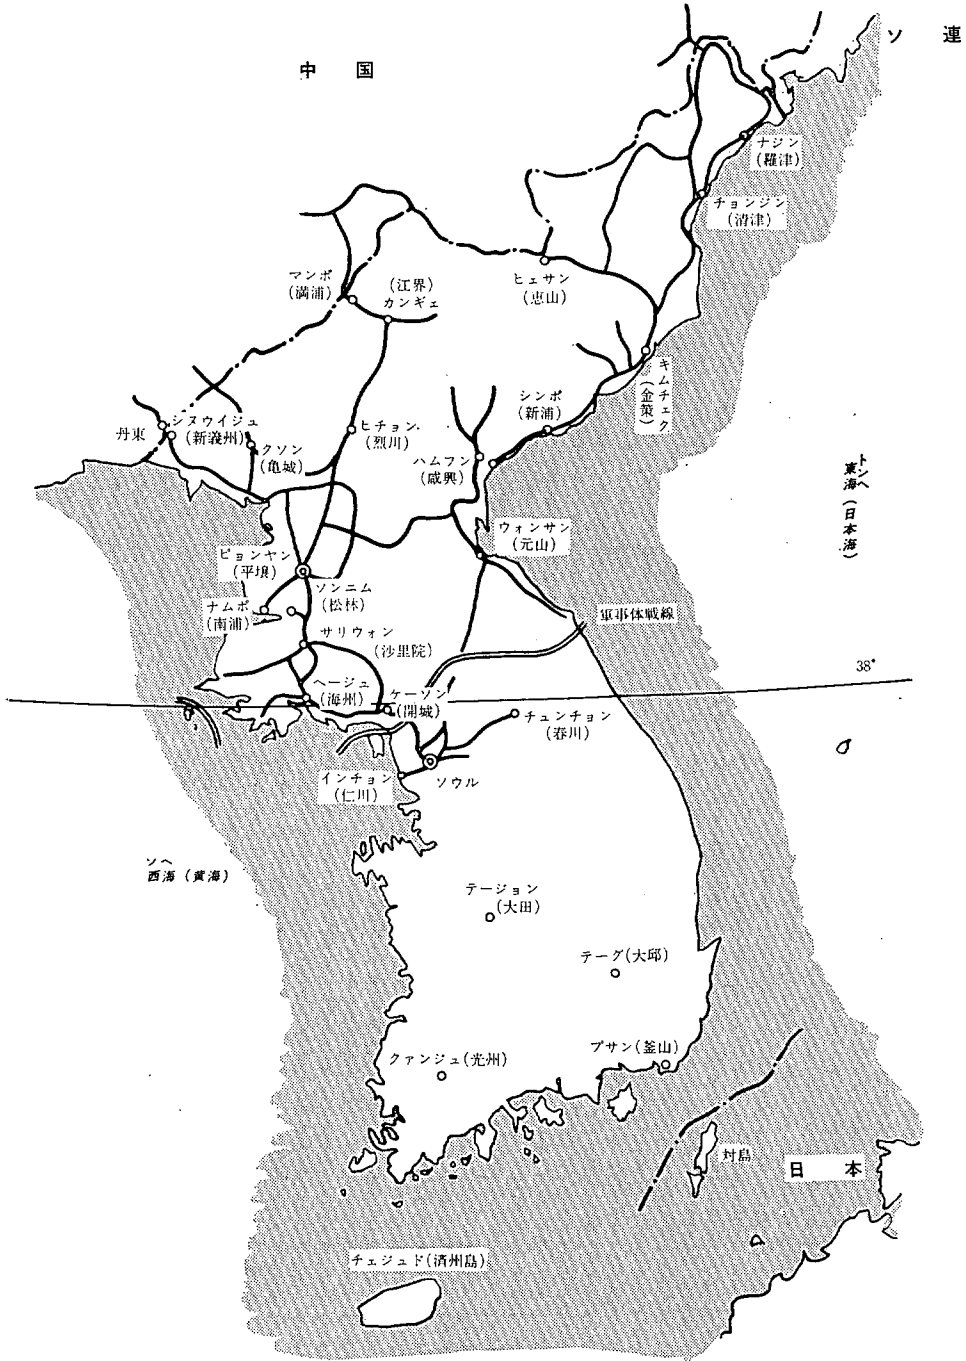 ソ 連
中 国
ナジン
(羅津)
チョンジン
(清津)
ヒェサン
(恵山)
マンポ
(満浦)
(江界)
カンギェ
キムチェク
(金策)
シンポ
(新浦)
シヌウイジュ
(新義州)
丹東
クソン
(亀城)
ヒチョン
(煕川)
ハムフン
(咸興)
トンヘ
東海(日本海)
ウォンサン
(元山)
ピョンヤン
(平壌)
ソンニム
(松林)
ナムポ
(南浦)
軍事休戦線
サリウォン
(沙里院)
38°
ヘージュ
(海州)
ケーソン
(開城)
チュンチョン
(春川)
インチョン
(仁川)
ソウル
ソヘ
西海(黄海)
テージョン
(大田)
テーグ(大邱)
プサン(釜山)
クァンジュ(光州)
対島
日 本
チェジュド(済州島)